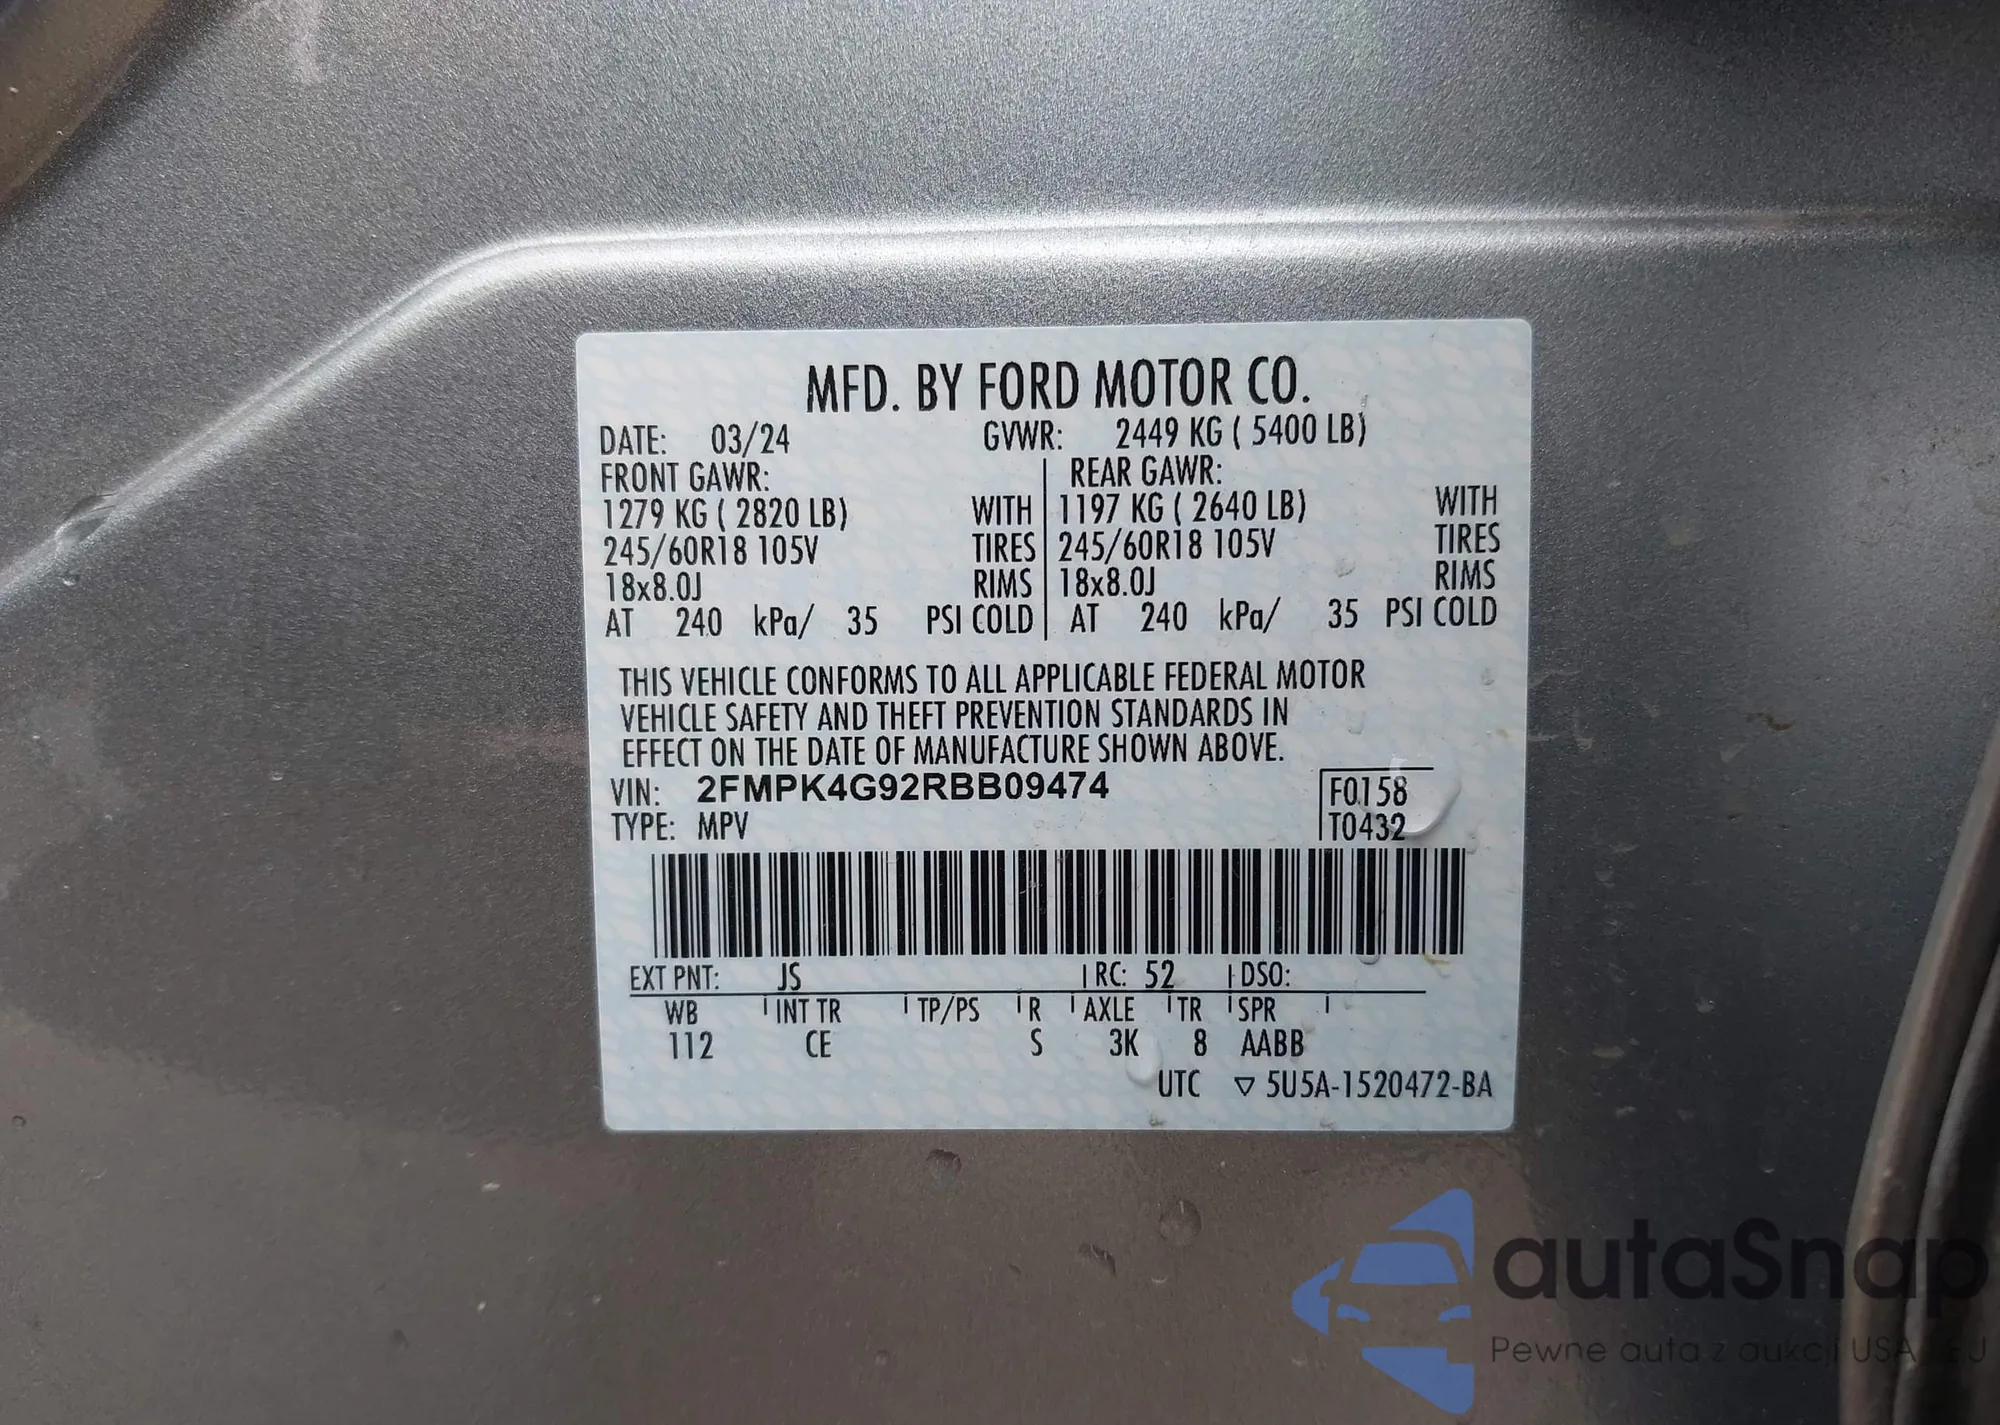 MFD. BY FORD MOTOR CO.
DATE: 03/24 GVWR: 2449 KG ( 5400 LB)
FRONT GAWR: REAR GAWR:
1279 KG ( 2820 LB) WITH 1197 KG ( 2640 LB) WITH
245/60R18 105V TIRES 245/60R18 105V TIRES
18x8.0J RIMS 18x8.0J RIMS
AT 240 kPa/ 35 PSI COLD AT 240 kPa/ 35 PSI COLD
THIS VEHICLE CONFORMS TO ALL APPLICABLE FEDERAL MOTOR
VEHICLE SAFETY AND THEFT PREVENTION STANDARDS IN
EFFECT ON THE DATE OF MANUFACTURE SHOWN ABOVE.
VIN: 2FMPK4G92RBB09474 F0158
TYPE: MPV T0432
EXT PNT: JS RC: 52 DSO:
WB INT TR TP/PS R AXLE TR SPR
112 CE S 3K 8 AABB
UTC ▽ 5U5A-1520472-BA
autaSnap
Pewne auta z aukcji USA